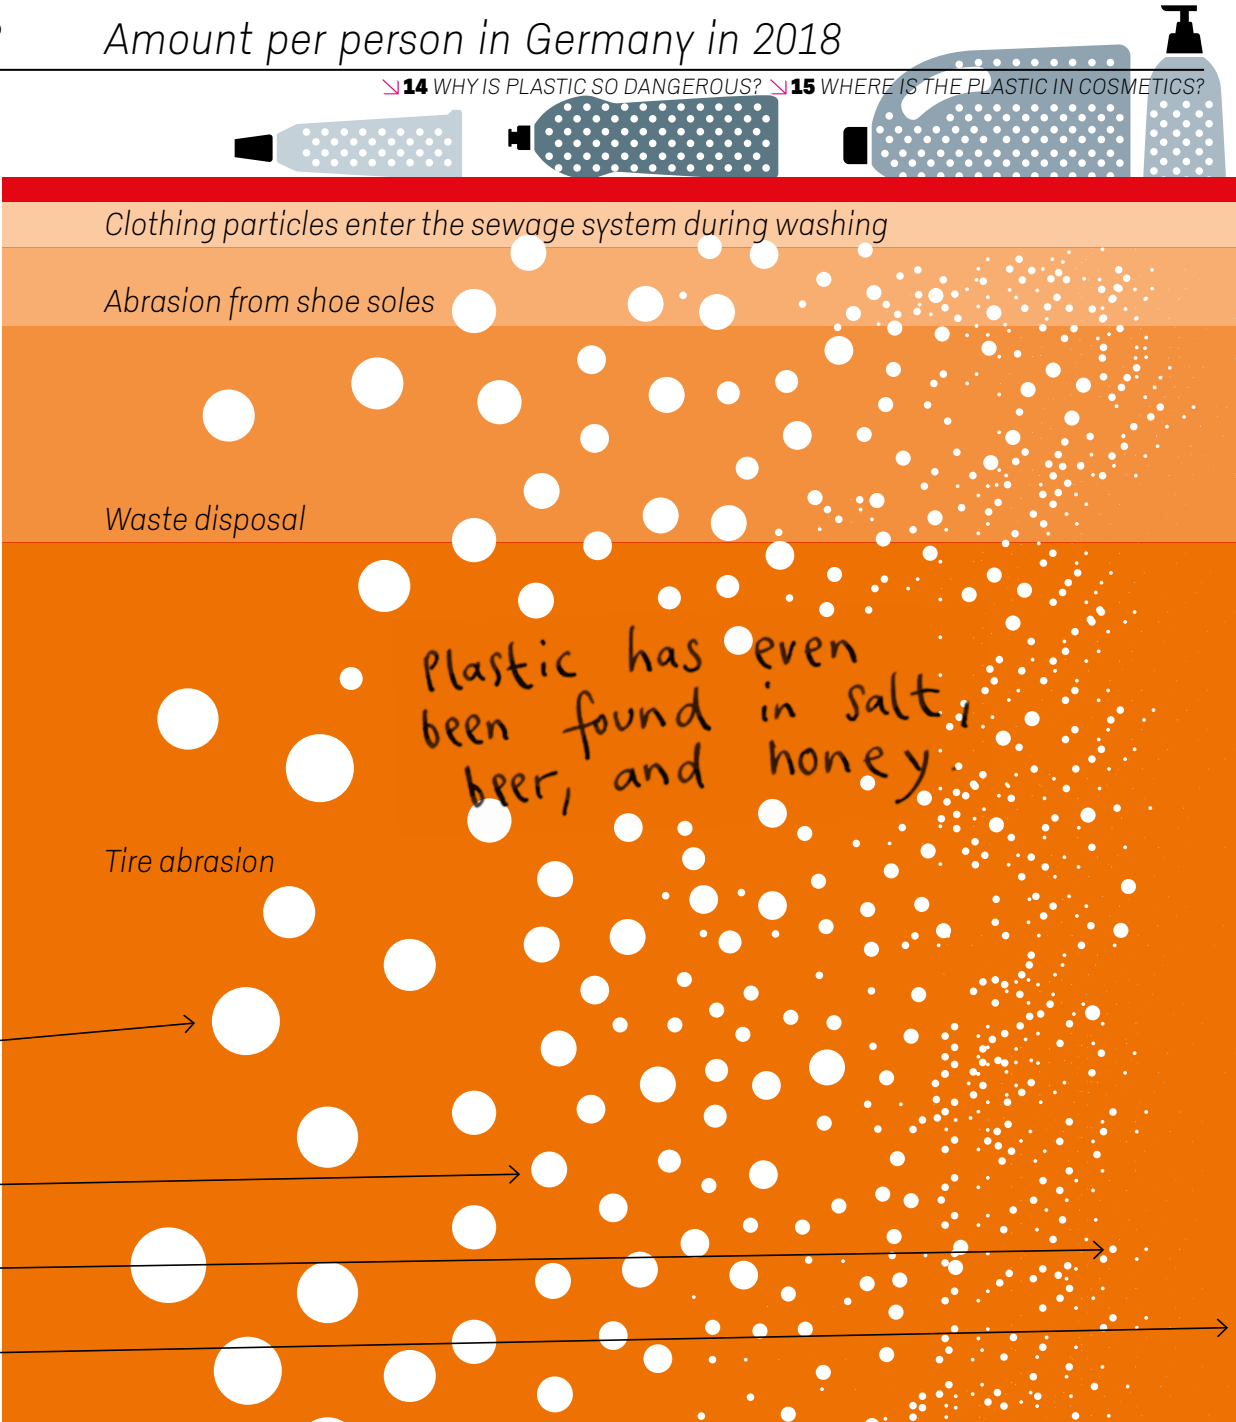 Amount per person in Germany in 2018
↘14 WHY IS PLASTIC SO DANGEROUS? ↘15 WHERE IS THE PLASTIC IN COSMETICS?
Clothing particles enter the sewage system during washing
Abrasion from shoe soles
Waste disposal
Plastic has even
been found in salt,
beer, and honey.
Tire abrasion